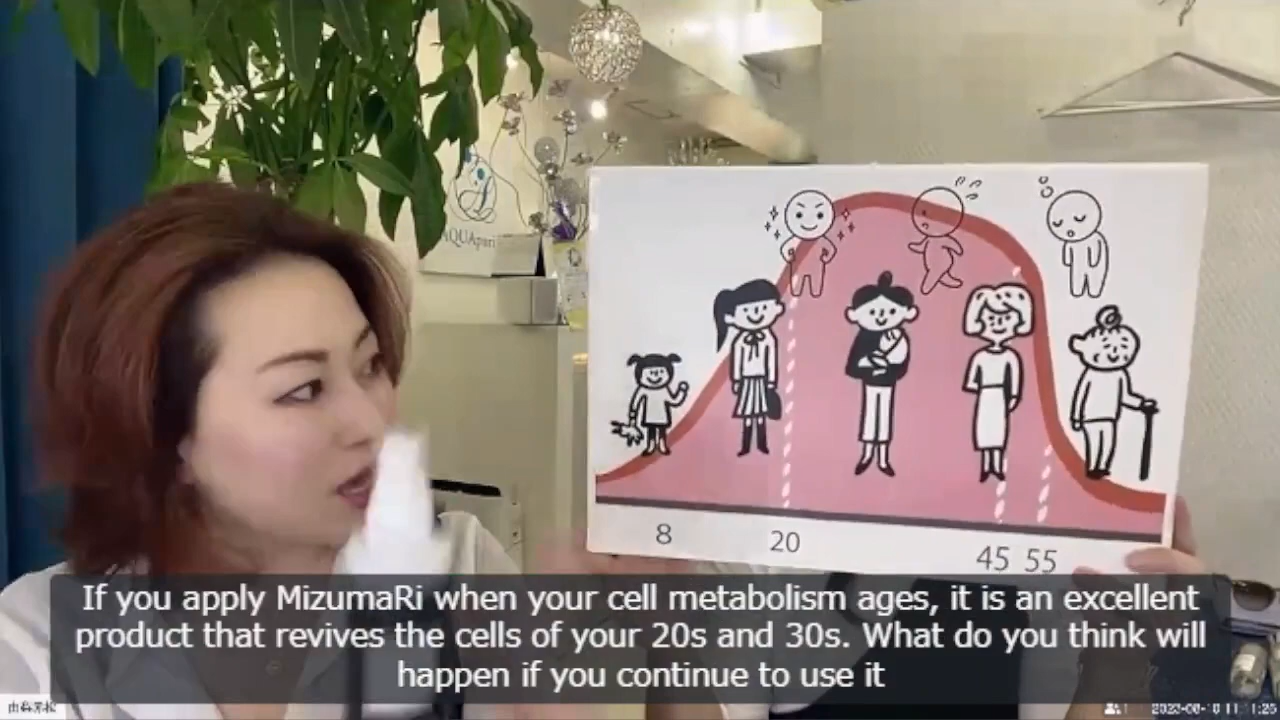 AQUApari
8
20
45 55
If you apply MizumaRi when your cell metabolism ages, it is an excellent
product that revives the cells of your 20s and 30s. What do you think will
happen if you continue to use it